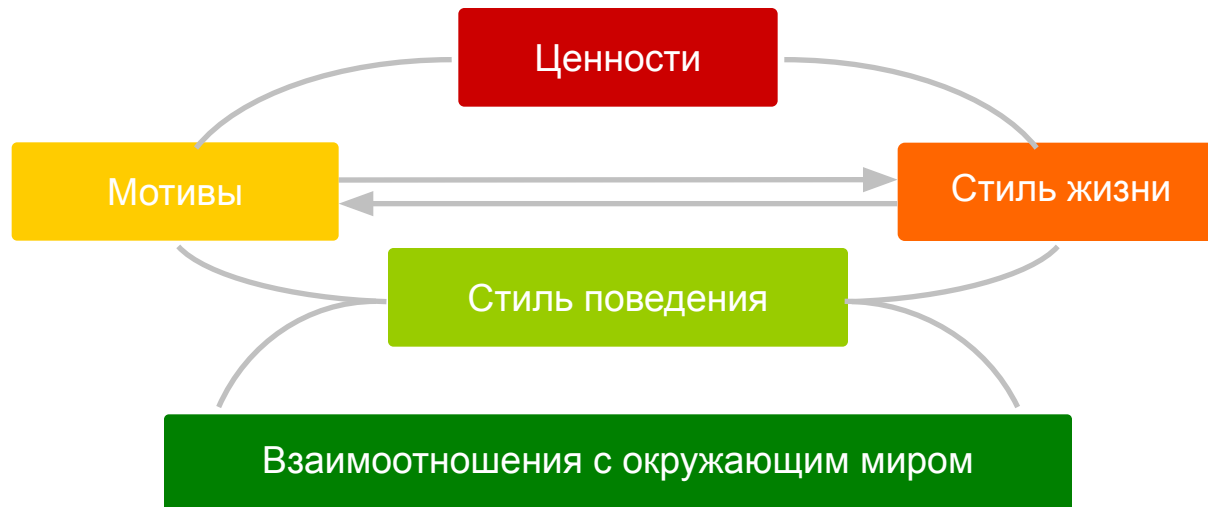 Ценности
Мотивы
Стиль жизни
Стиль поведения
Взаимоотношения с окружающим миром